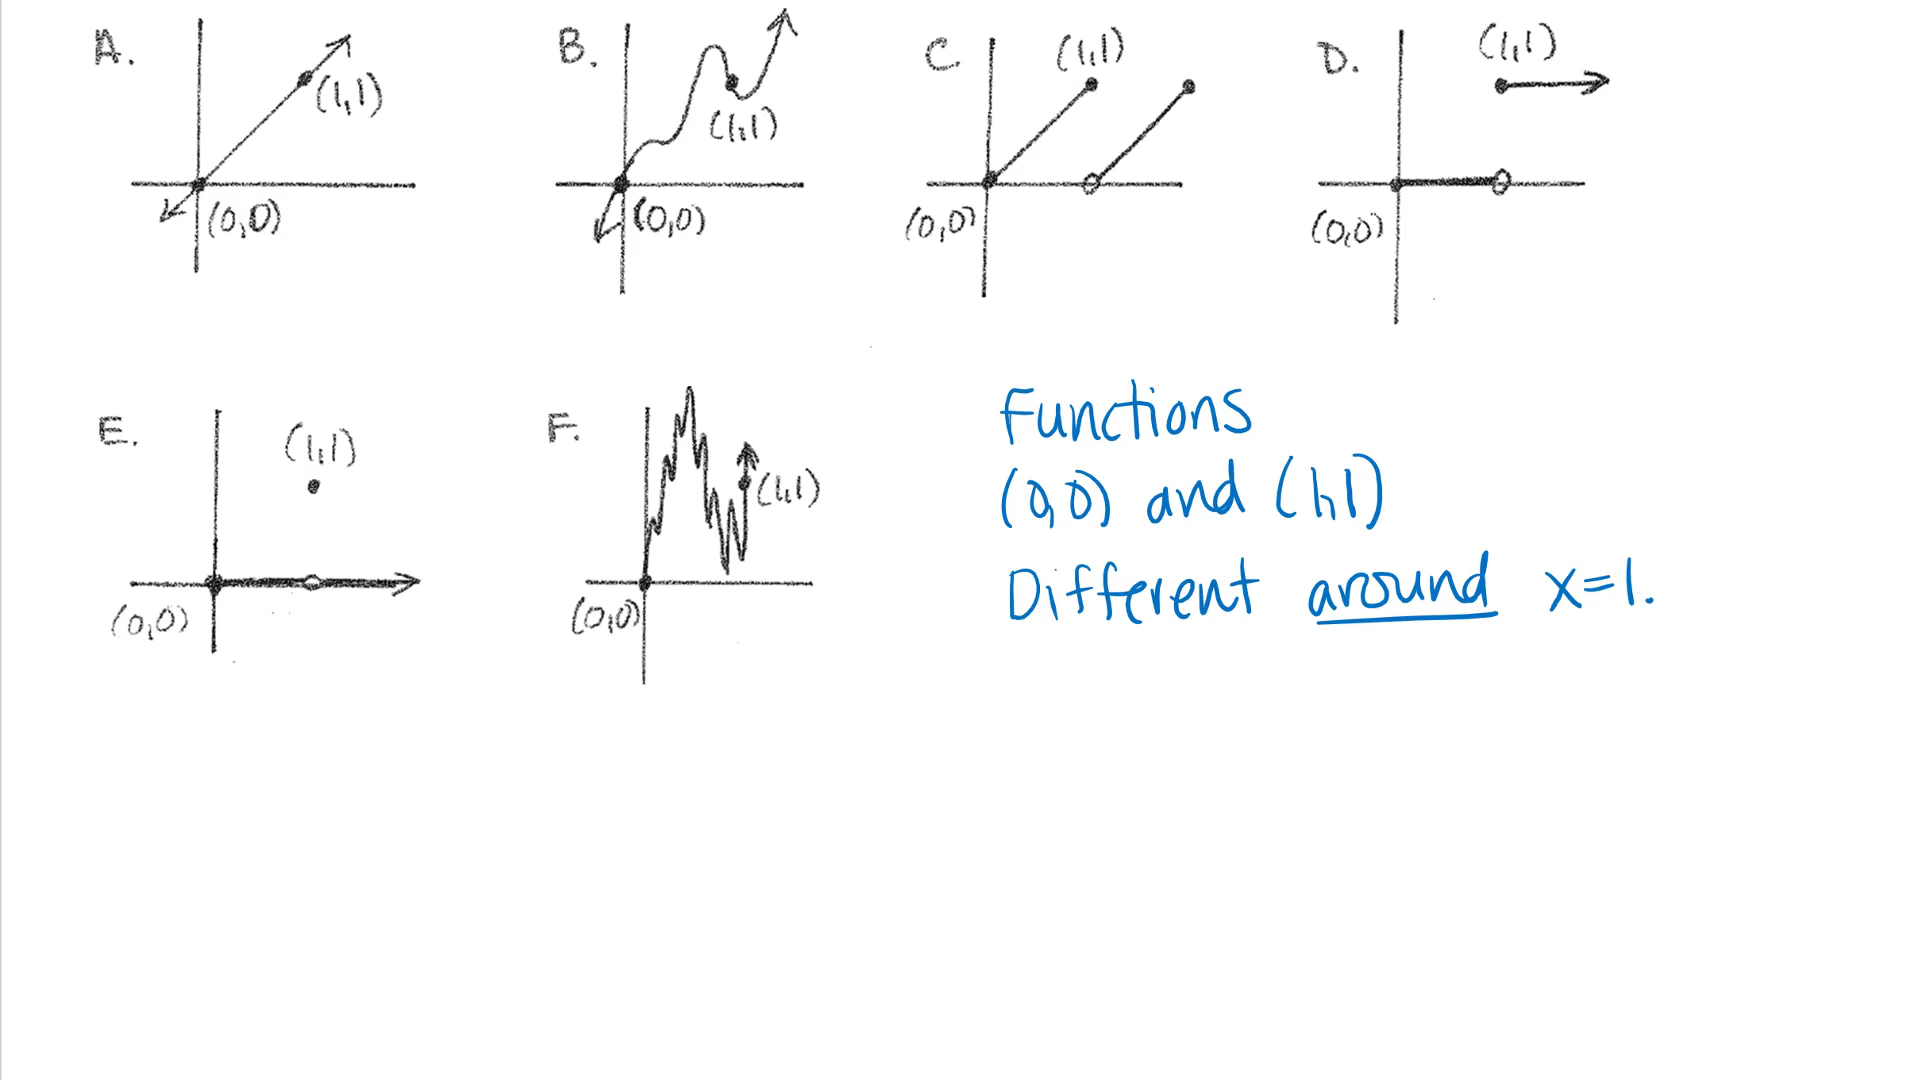 A.
(1,1)
(0,0)
B.
(1,1)
(0,0)
C
(1,1)
(0,0)
D.
(1,1)
(0,0)
E.
(1,1)
(0,0)
F.
(1,1)
(0,0)
Functions
(0,0) and (1,1)
Different around x=1.